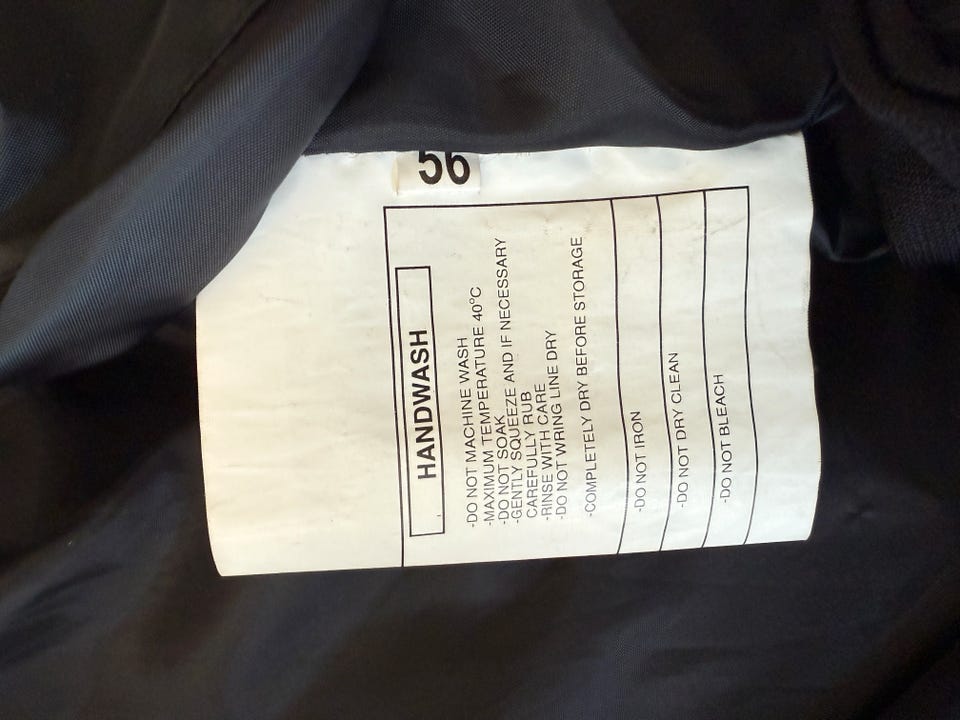 56
HANDWASH
-DO NOT MACHINE WASH
-MAXIMUM TEMPERATURE 40°C
-DO NOT SOAK
-GENTLY SQUEEZE AND IF NECESSARY
CAREFULLY RUB
-RINSE WITH CARE
-DO NOT WRING LINE DRY
-COMPLETELY DRY BEFORE STORAGE
-DO NOT IRON
-DO NOT DRY CLEAN
-DO NOT BLEACH